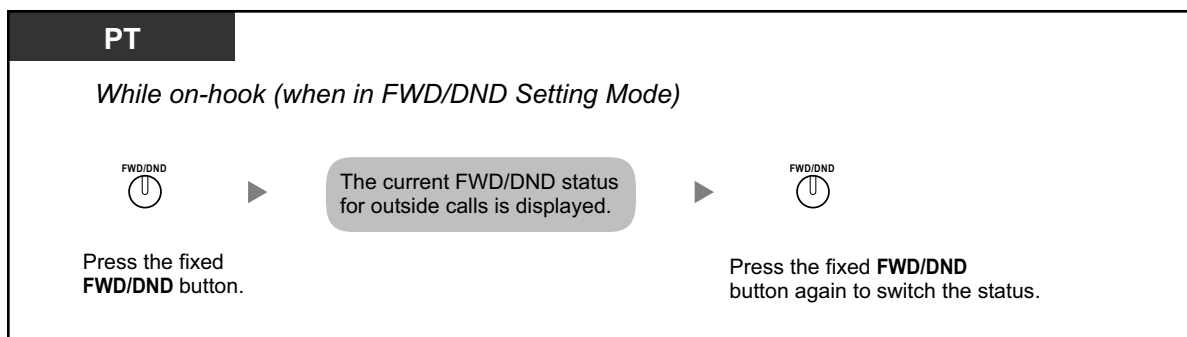 PT
While on-hook (when in FWD/DND Setting Mode)
FWD/DND
The current FWD/DND status
for outside calls is displayed.
FWD/DND
Press the fixed
FWD/DND button.
Press the fixed FWD/DND
button again to switch the status.